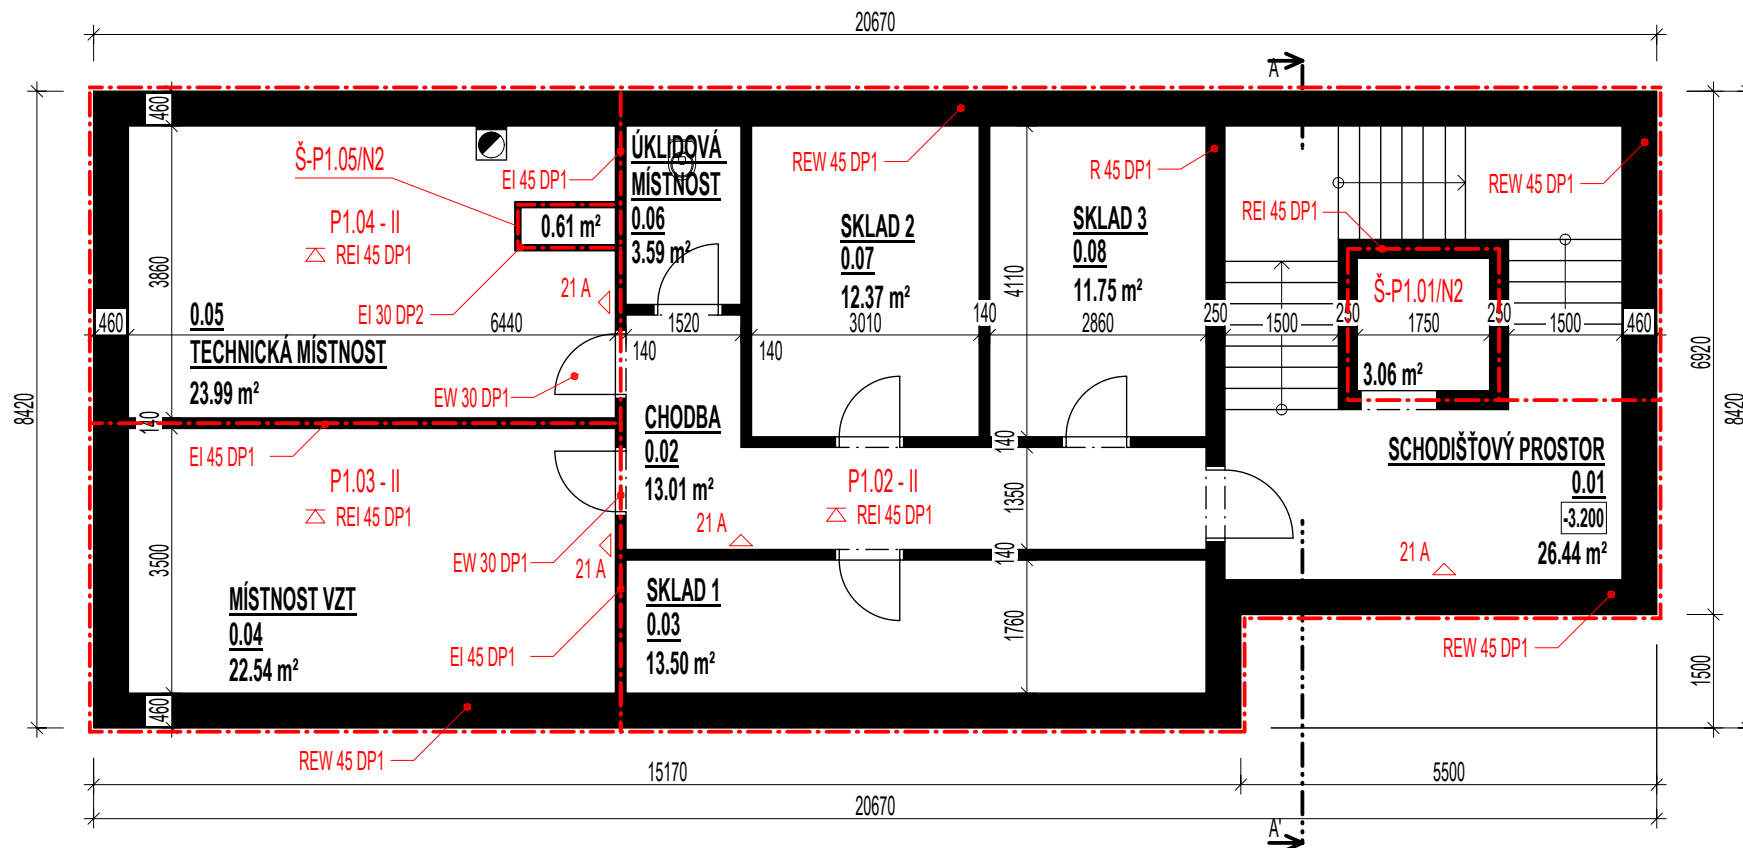 20670
A
460
REW 45 DP1
ÚKLIDOVÁ
MÍSTNOST
0.06
3.59 m²
Š-P1.05/N2
EI 45 DP1
R 45 DP1
REW 45 DP1
REI 45 DP1
P1.04 - II
REI 45 DP1
0.61 m²
SKLAD 2
0.07
12.37 m²
SKLAD 3
0.08
11.75 m²
Š-P1.01/N2
3860
21 A
EI 30 DP2
4110
460
0.05
TECHNICKÁ MÍSTNOST
23.99 m²
6440
1520
3010
140
2860
250
1500
250
1750
250
1500
460
140
140
6920
3.06 m²
8420
8420
EW 30 DP1
140
EI 45 DP1
CHODBA
0.02
13.01 m²
140
SCHODIŠŤOVÝ PROSTOR
0.01
-3.200
26.44 m²
P1.03 - II
REI 45 DP1
P1.02 - II
REI 45 DP1
1350
21 A
21 A
3500
EW 30 DP1
21 A
140
MÍSTNOST VZT
0.04
22.54 m²
SKLAD 1
0.03
13.50 m²
1760
EI 45 DP1
REW 45 DP1
1500
460
REW 45 DP1
15170
5500
20670
A'